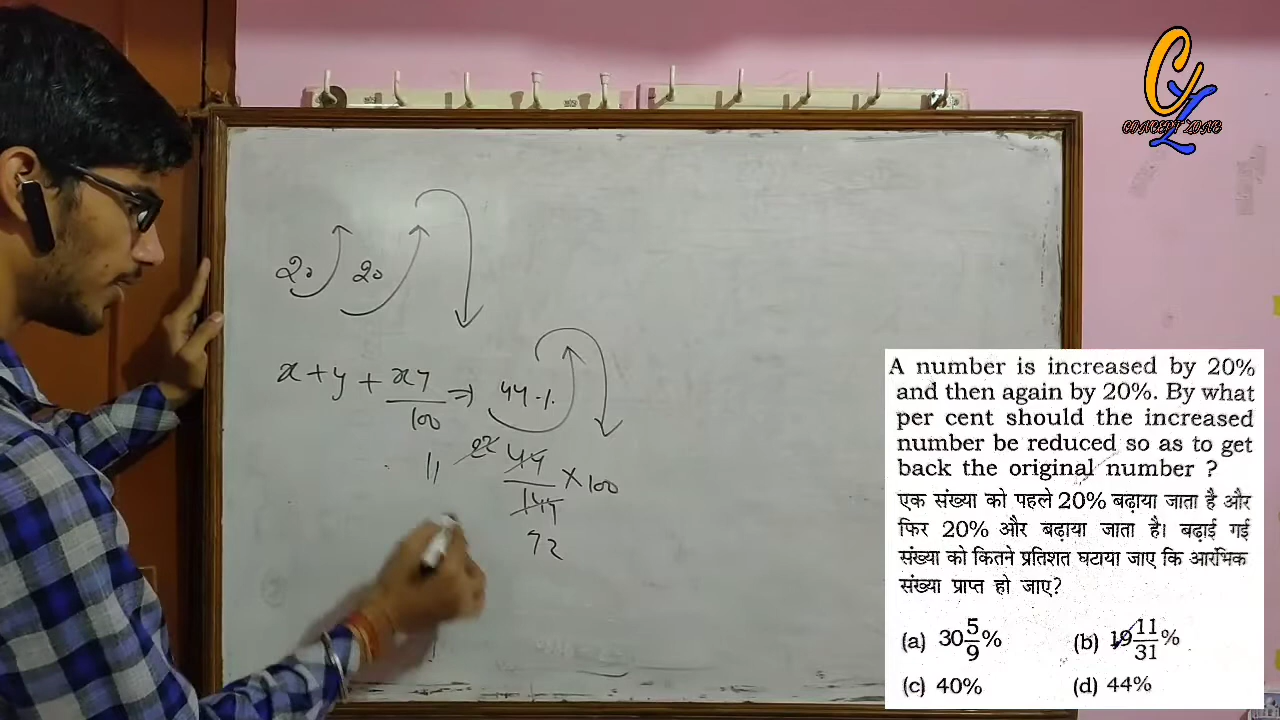 CONCEPT ZONE
20 20
x + y + xy/100 ⇒ 44%
11 22 44/144 × 100
72
A number is increased by 20%
and then again by 20%. By what
per cent should the increased
number be reduced so as to get
back the original number ?
एक संख्या को पहले 20% बढ़ाया जाता है और
फिर 20% और बढ़ाया जाता है। बढ़ाई गई
संख्या को कितने प्रतिशत घटाया जाए कि आरंभिक
संख्या प्राप्त हो जाए?
(a) 30 5/9 % (b) 19 11/31 %
(c) 40% (d) 44%